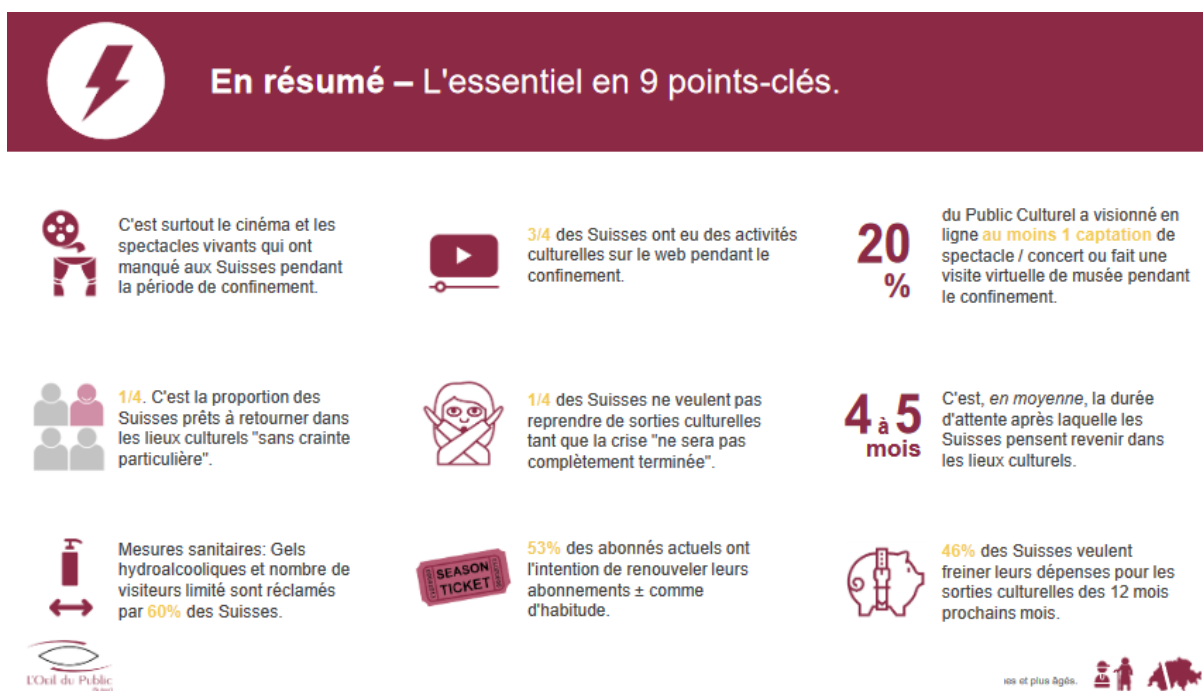 En résumé – L'essentiel en 9 points-clés.
C'est surtout le cinéma et les
spectacles vivants qui ont
manqué aux Suisses pendant
la période de confinement.
3/4 des Suisses ont eu des activités
culturelles sur le web pendant le
confinement.
20
%
du Public Culturel a visionné en
ligne au moins 1 captation de
spectacle / concert ou fait une
visite virtuelle de musée pendant
le confinement.
1/4. C'est la proportion des
Suisses prêts à retourner dans
les lieux culturels "sans crainte
particulière".
1/4 des Suisses ne veulent pas
reprendre de sorties culturelles
tant que la crise "ne sera pas
complètement terminée".
4 à 5
mois
C'est, en moyenne, la durée
d'attente après laquelle les
Suisses pensent revenir dans
les lieux culturels.
Mesures sanitaires: Gels
hydroalcooliques et nombre de
visiteurs limité sont réclamés
par 60% des Suisses.
SEASON
TICKET
53% des abonnés actuels ont
l'intention de renouveler leurs
abonnements ± comme
d'habitude.
46% des Suisses veulent
freiner leurs dépenses pour les
sorties culturelles des 12 mois
prochains mois.
L'Oeil du Public
et plus âgés.